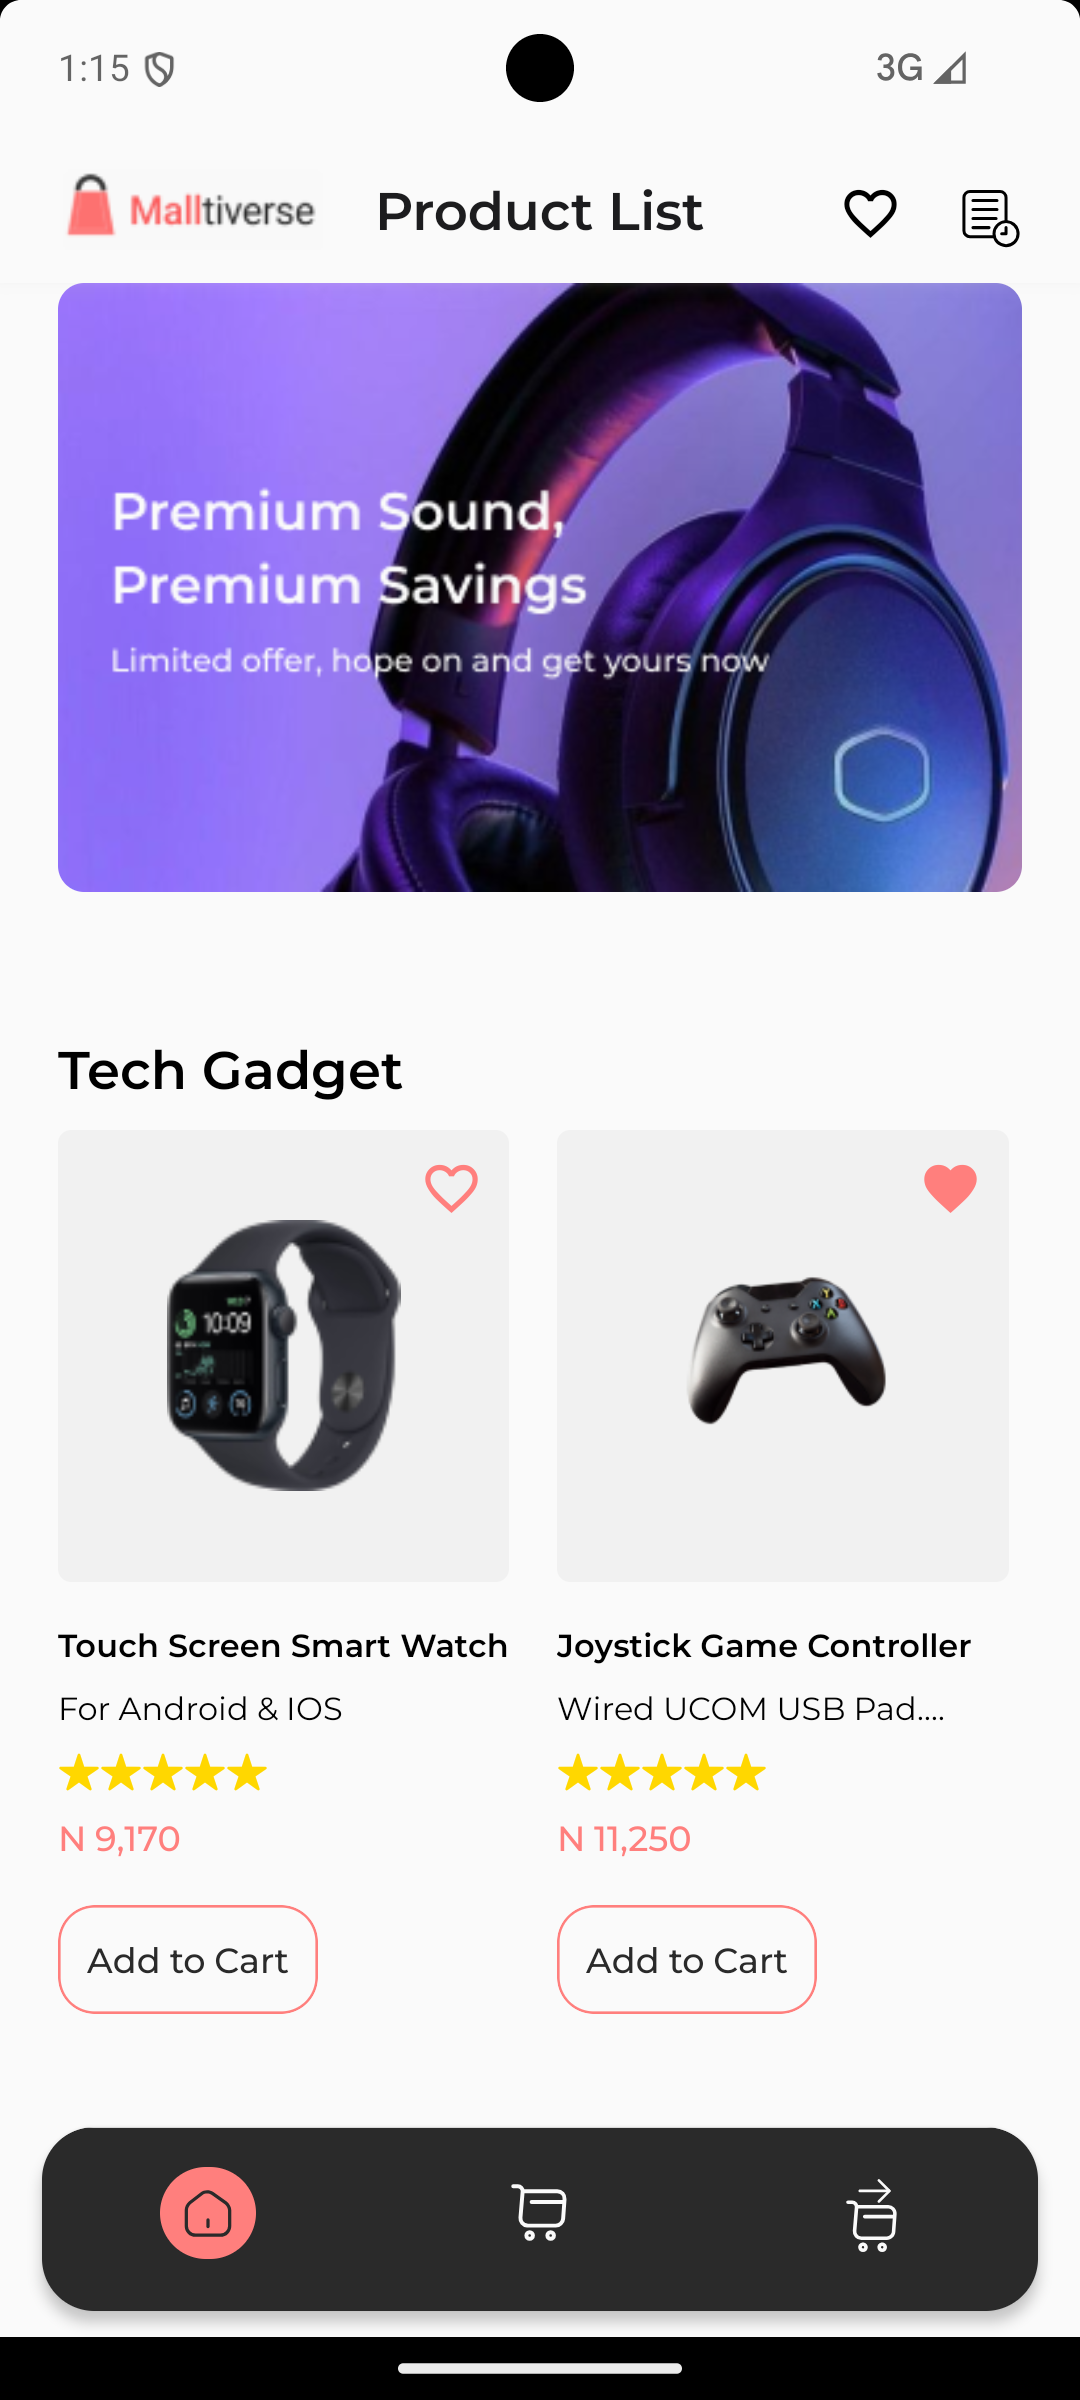 1:15
3G
Malltiverse
Product List
Premium Sound,
Premium Savings
Limited offer, hope on and get yours now
Tech Gadget
10:09
Touch Screen Smart Watch
For Android & IOS
N 9,170
Add to Cart
Y
X B
A
Joystick Game Controller
Wired UCOM USB Pad....
N 11,250
Add to Cart